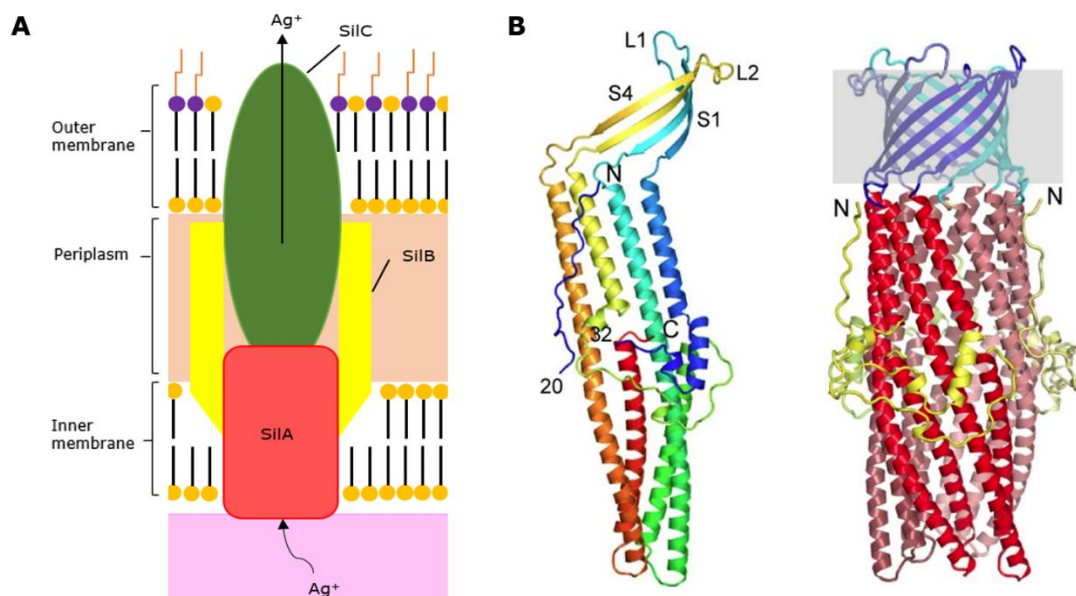 A
Ag⁺
SilC
Outer
membrane
Periplasm
SilB
Inner
membrane
SilA
Ag⁺
B
L1
L2
S4
S1
N
32
C
20
N
N